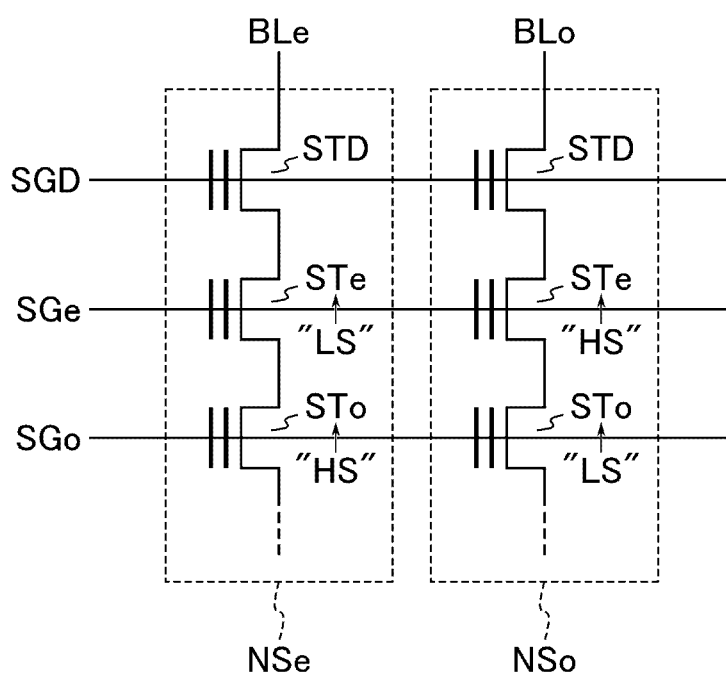 BLe BLo
STD STD
SGD
STe STe
SGe
"LS" "HS"
STo STo
SGo
"HS" "LS"
NSe NSo